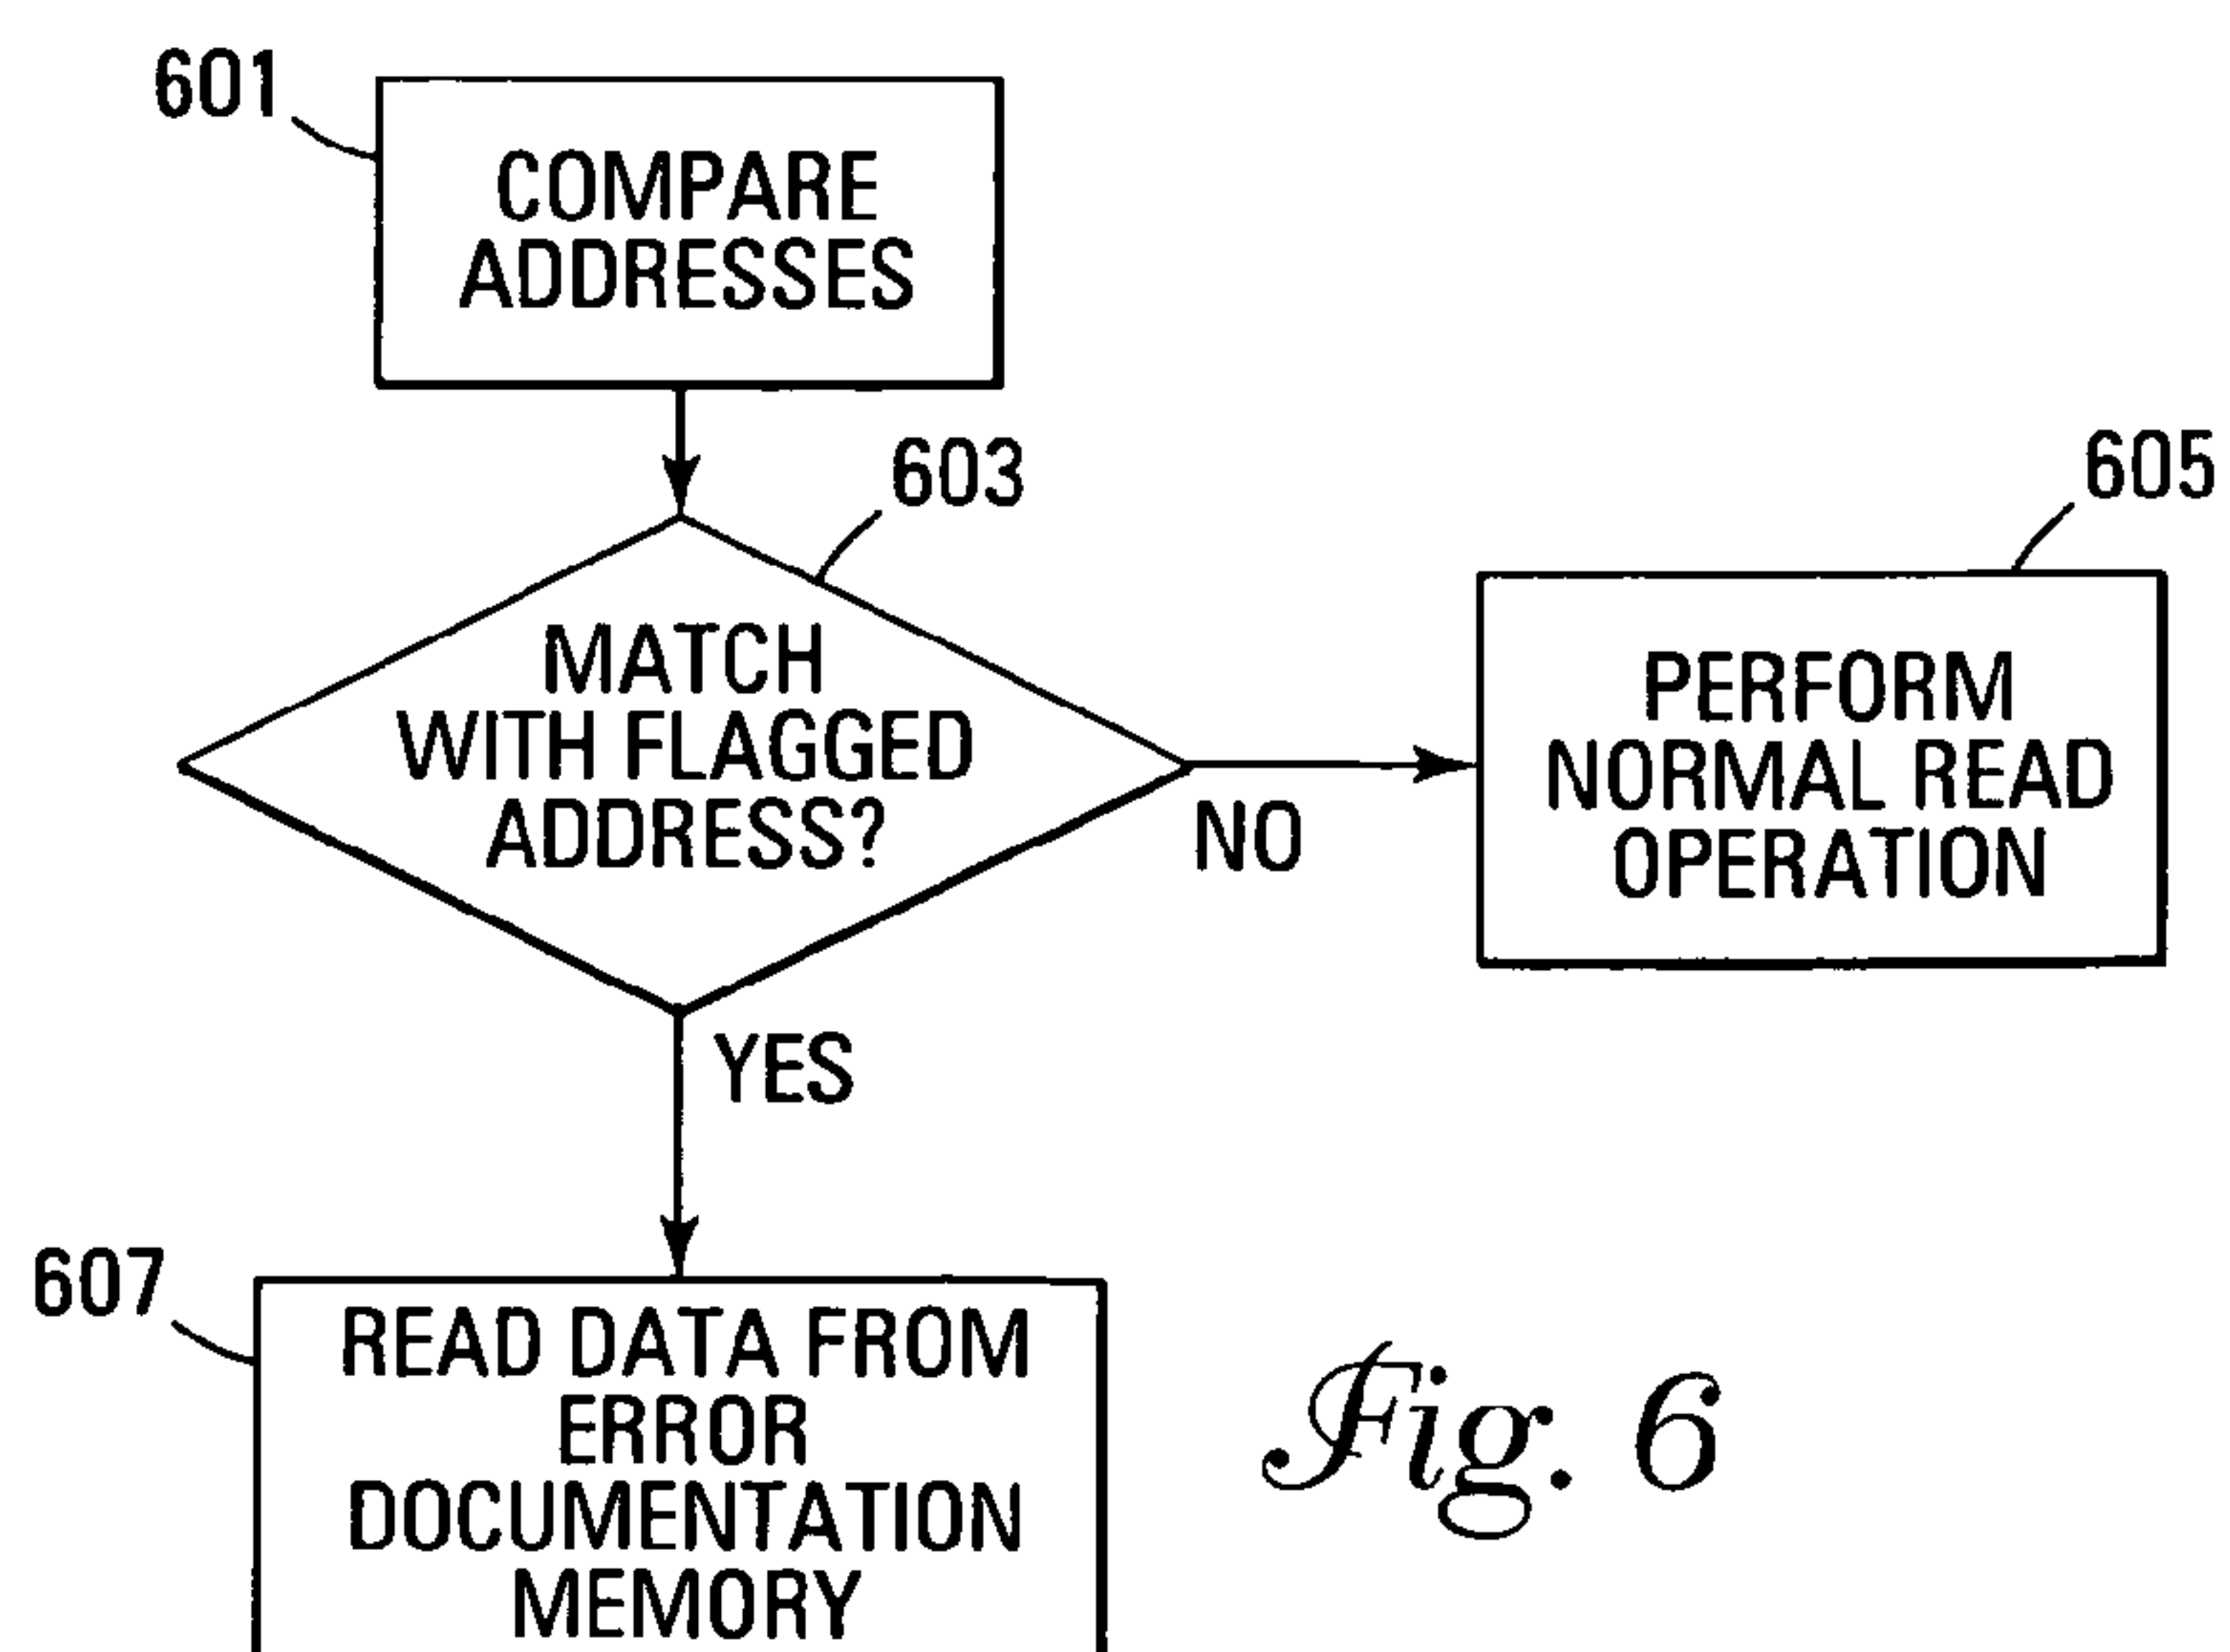 601
COMPARE
ADDRESSES
603
605
MATCH
WITH FLAGGED
ADDRESS?
NO
PERFORM
NORMAL READ
OPERATION
YES
607
READ DATA FROM
ERROR
DOCUMENTATION
MEMORY
Fig. 6